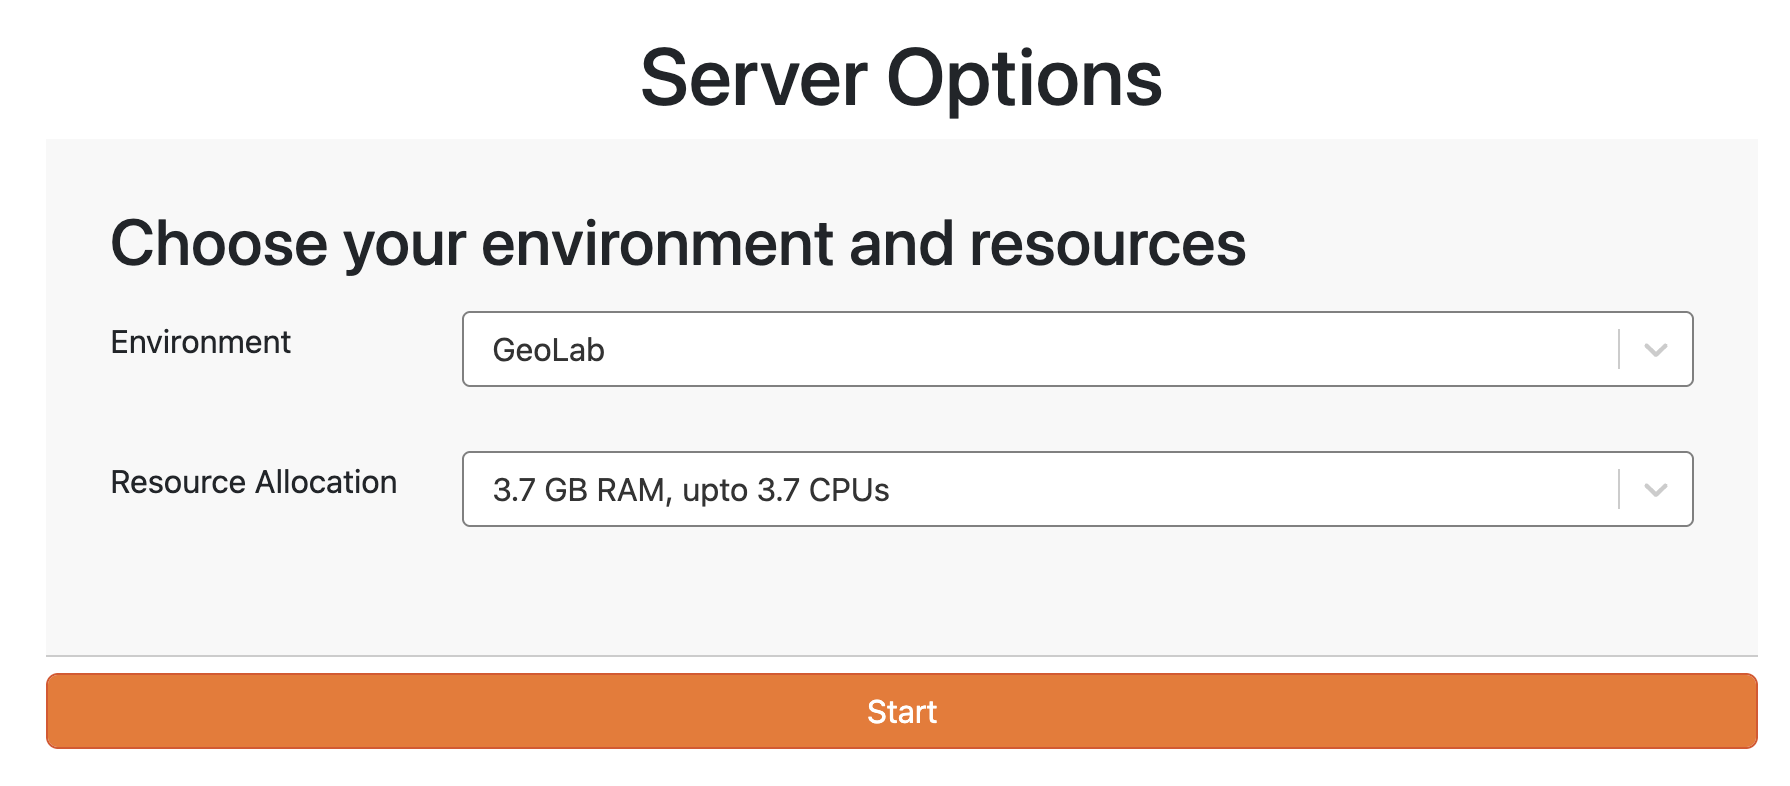 Server Options
Choose your environment and resources
Environment
GeoLab
Resource Allocation
3.7 GB RAM, upto 3.7 CPUs
Start